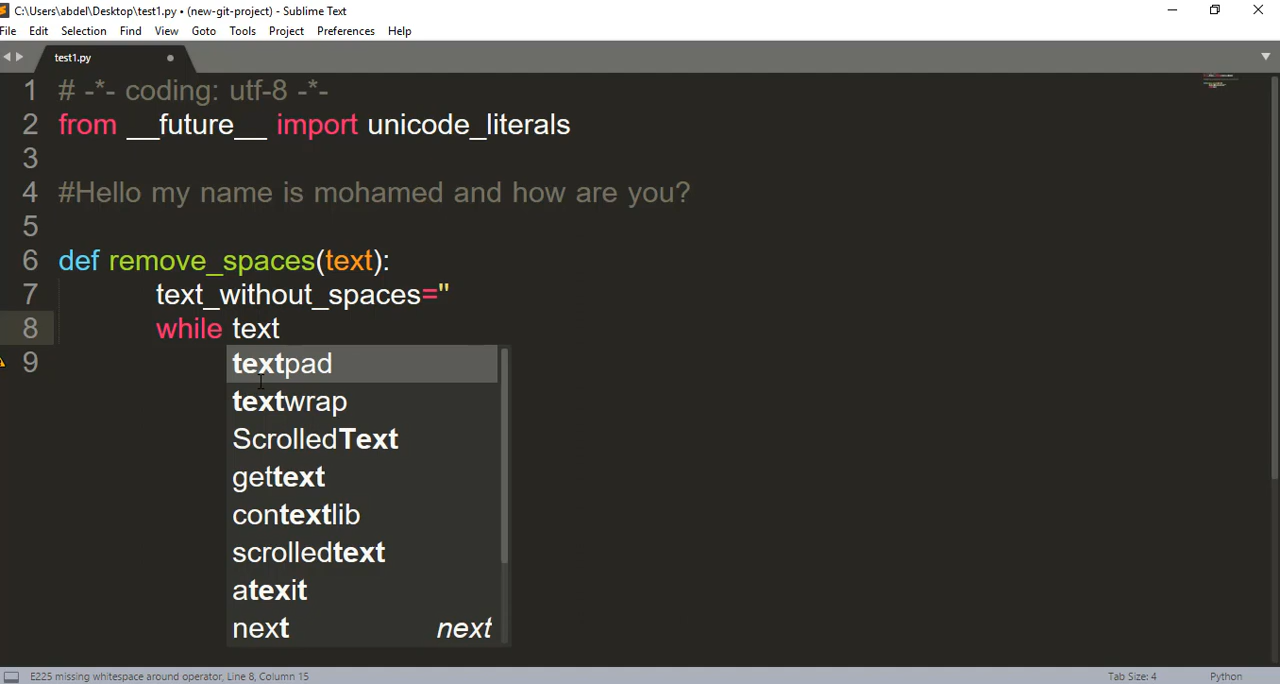 C:\Users\abdel\Desktop\test1.py • (new-git-project) - Sublime Text
File Edit Selection Find View Goto Tools Project Preferences Help
test1.py
1 # -*- coding: utf-8 -*-
2 from __future__ import unicode_literals
3
4 #Hello my name is mohamed and how are you?
5
6 def remove_spaces(text):
7 text_without_spaces=''
8 while text
9
textpad
textwrap
ScrolledText
gettext
contextlib
scrolledtext
atexit
next next
E225 missing whitespace around operator, Line 8, Column 15 Tab Size: 4 Python